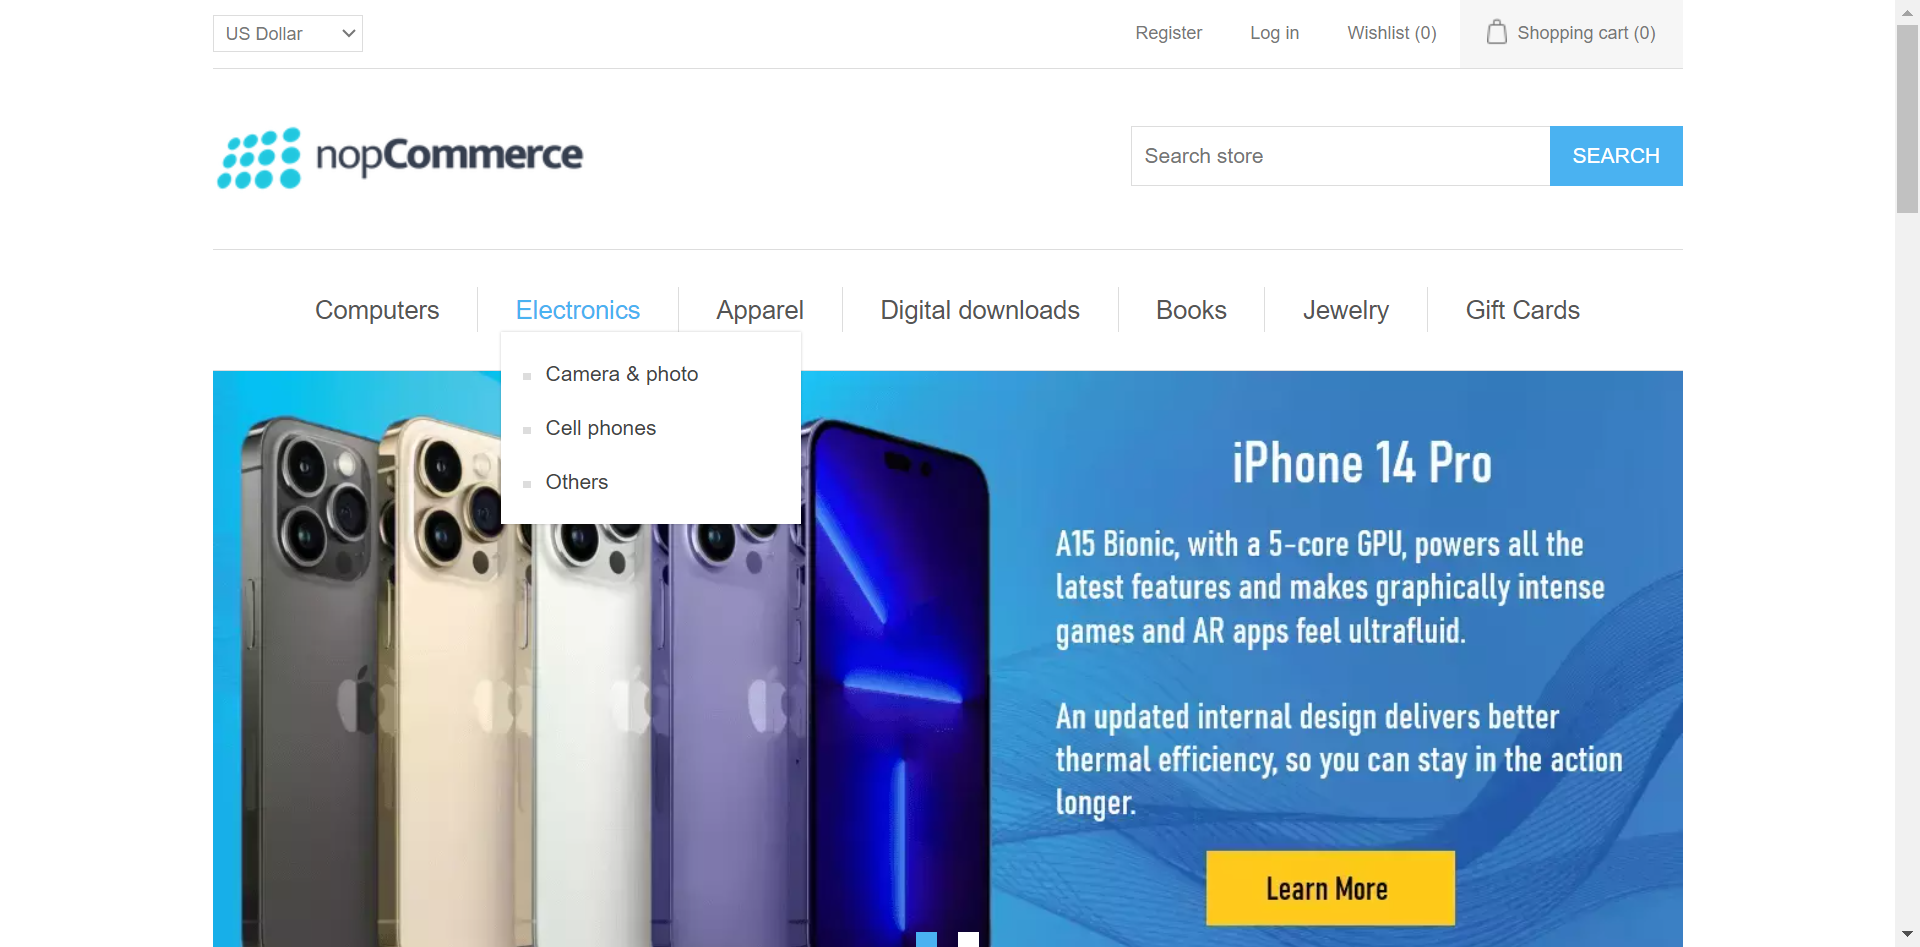 US Dollar
Register
Log in
Wishlist (0)
Shopping cart (0)
nopCommerce
Search store
SEARCH
Computers
Electronics
Apparel
Digital downloads
Books
Jewelry
Gift Cards
Camera & photo
Cell phones
Others
iPhone 14 Pro
A15 Bionic, with a 5-core GPU, powers all the
latest features and makes graphically intense
games and AR apps feel ultrafluid.
An updated internal design delivers better
thermal efficiency, so you can stay in the action
longer.
Learn More